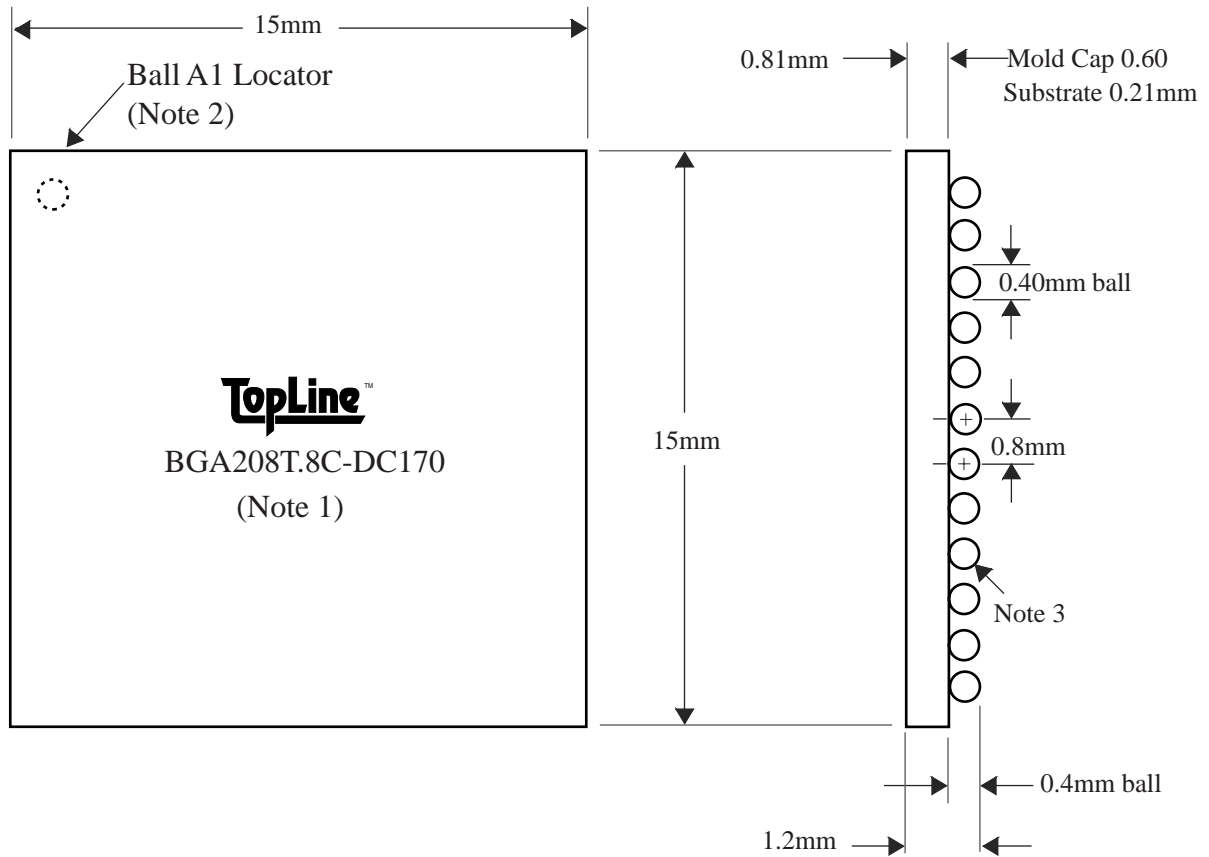 15mm
Ball A1 Locator
(Note 2)
TopLine™
BGA208T.8C-DC170
(Note 1)
15mm
0.81mm
Mold Cap 0.60
Substrate 0.21mm
0.40mm ball
0.8mm
Note 3
0.4mm ball
1.2mm